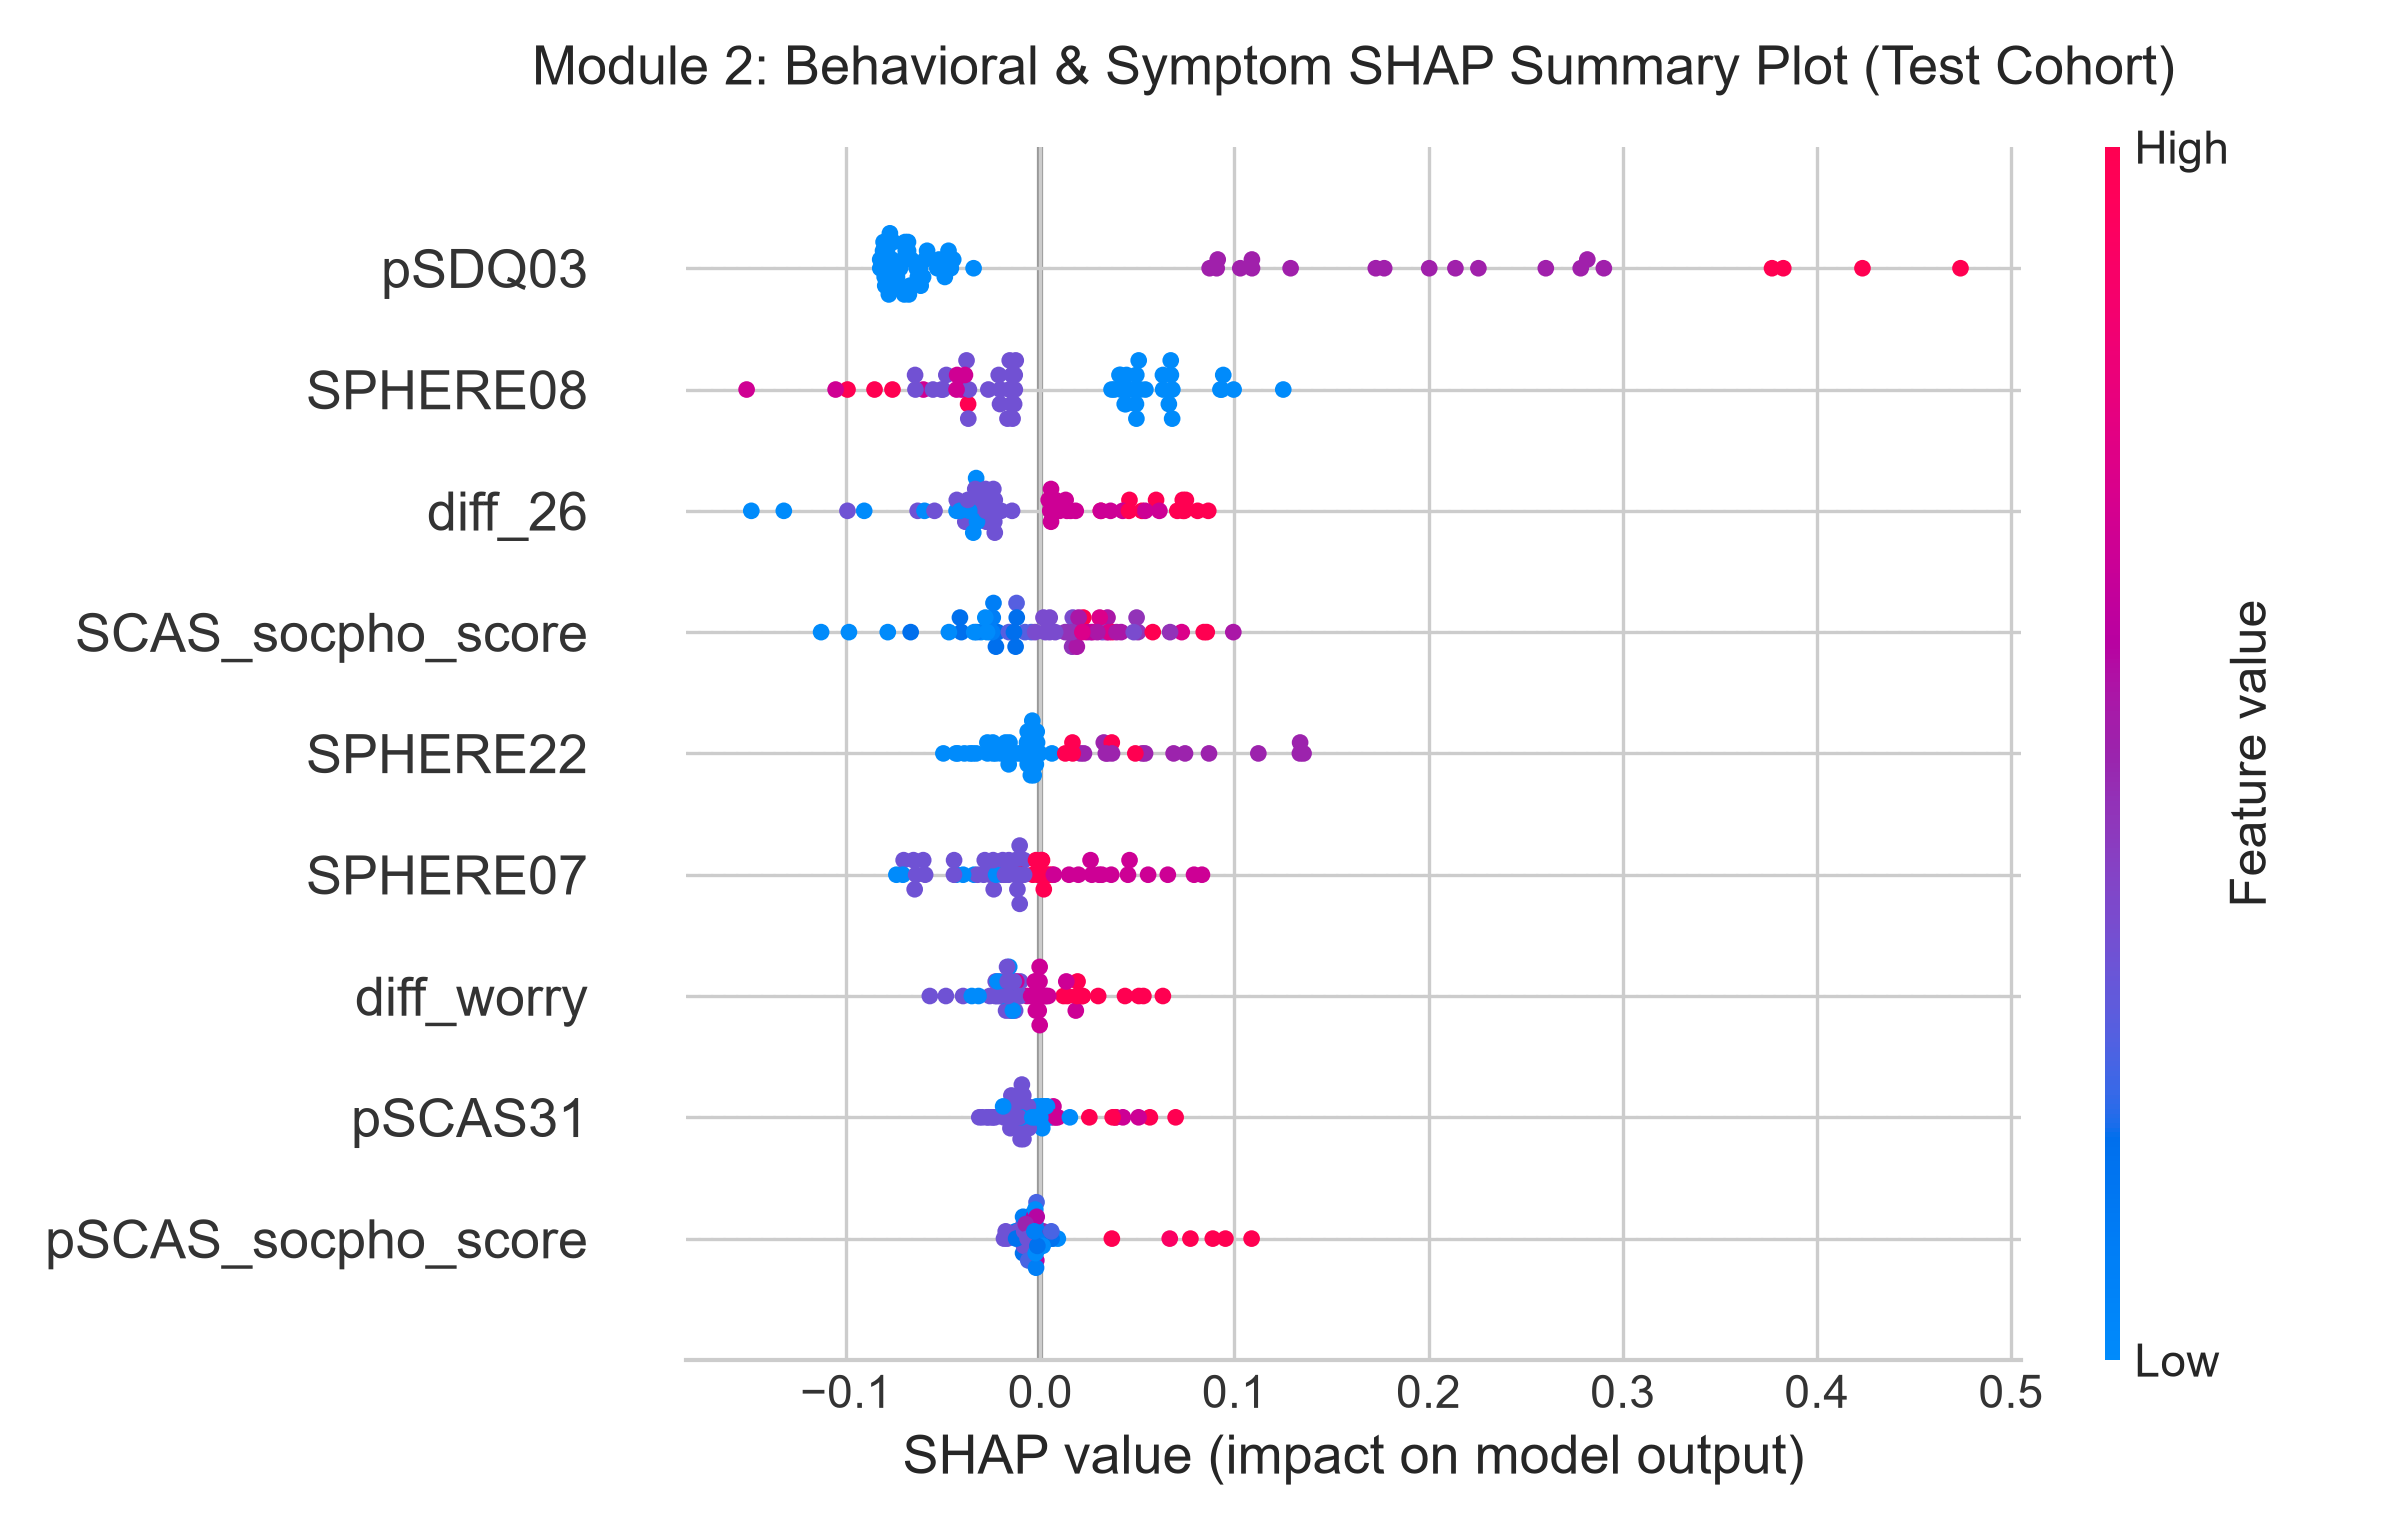 Module 2: Behavioral & Symptom SHAP Summary Plot (Test Cohort)
High
pSDQ03
SPHERE08
diff_26
SCAS_socpho_score
SPHERE22
SPHERE07
diff_worry
pSCAS31
pSCAS_socpho_score
Feature value
Low
−0.1 0.0 0.1 0.2 0.3 0.4 0.5
SHAP value (impact on model output)